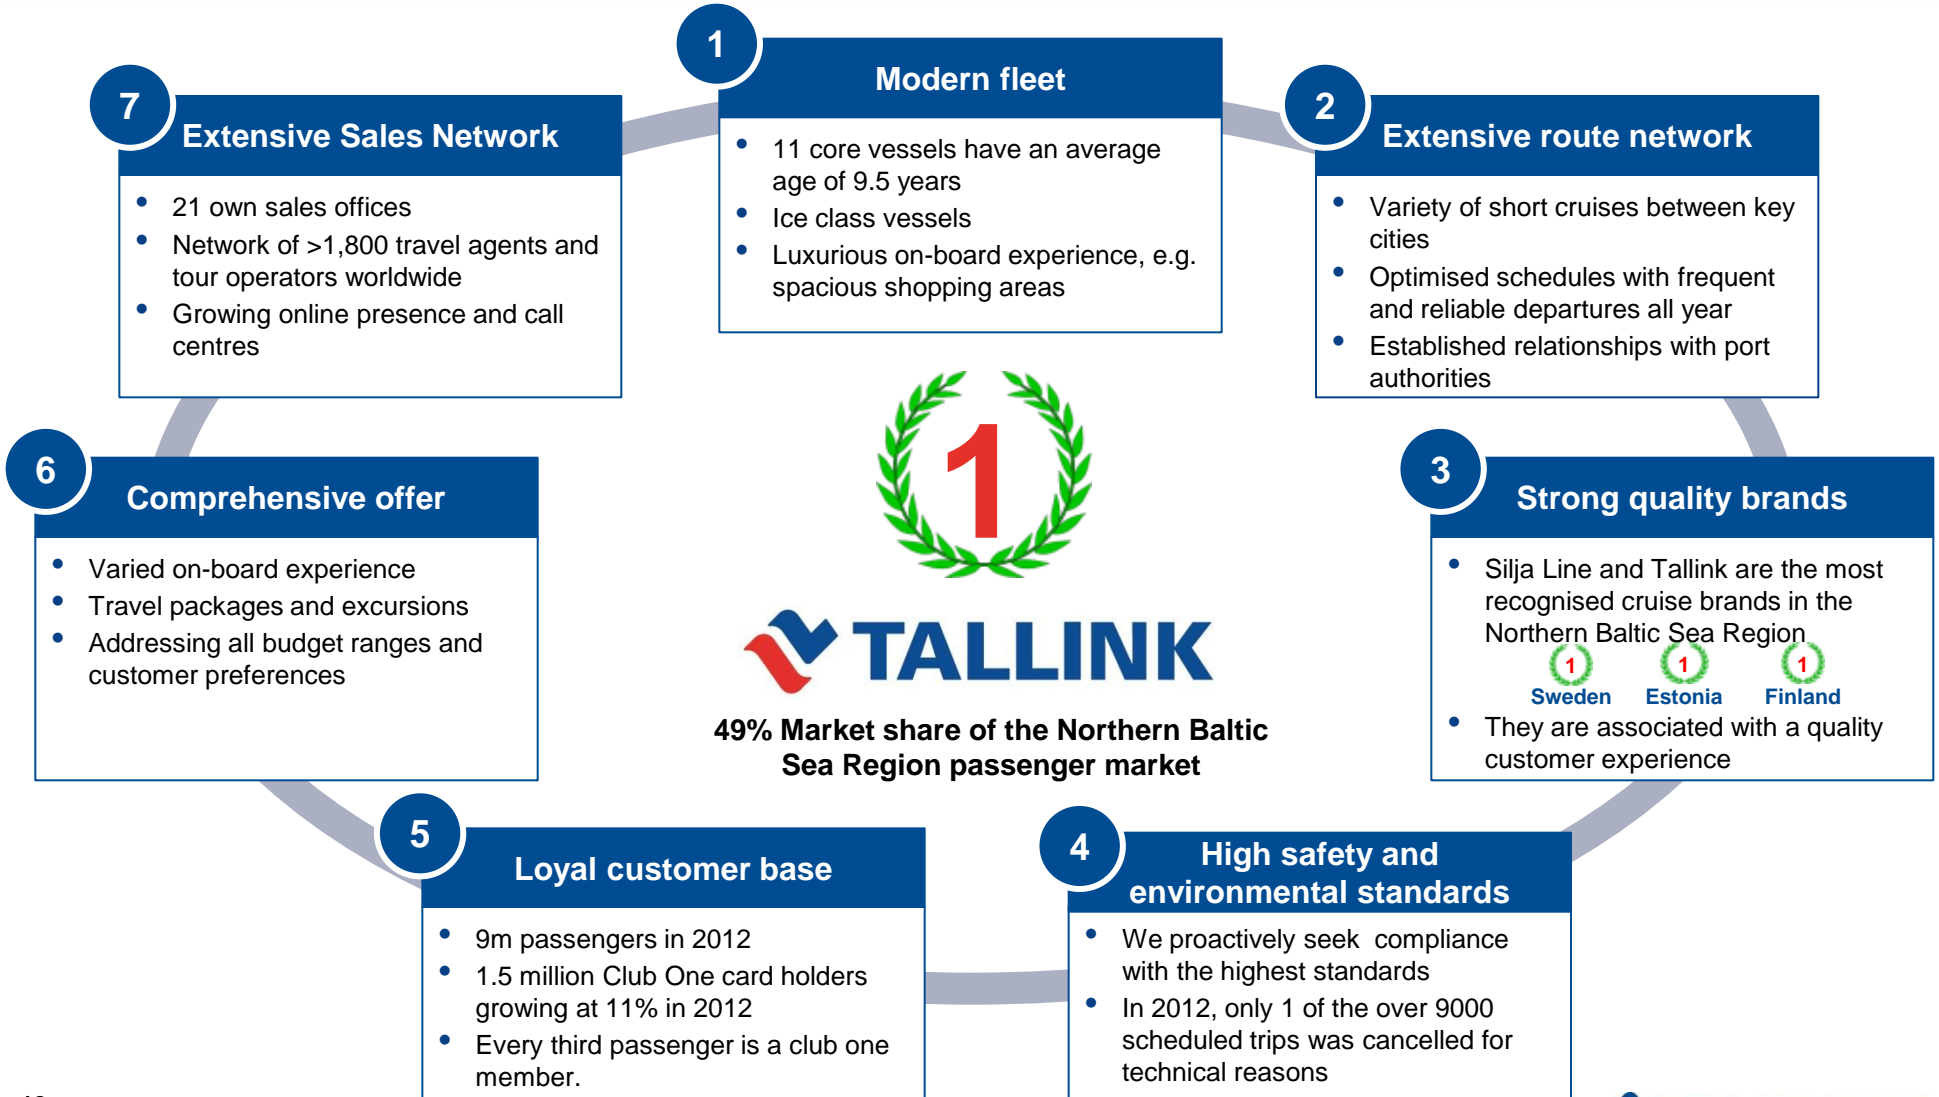 1
Modern fleet
• 11 core vessels have an average
age of 9.5 years
• Ice class vessels
• Luxurious on-board experience, e.g.
spacious shopping areas
2
Extensive route network
• Variety of short cruises between key
cities
• Optimised schedules with frequent
and reliable departures all year
• Established relationships with port
authorities
3
Strong quality brands
• Silja Line and Tallink are the most
recognised cruise brands in the
Northern Baltic Sea Region
1 1 1
Sweden Estonia Finland
• They are associated with a quality
customer experience
4
High safety and
environmental standards
• We proactively seek compliance
with the highest standards
• In 2012, only 1 of the over 9000
scheduled trips was cancelled for
technical reasons
5
Loyal customer base
• 9m passengers in 2012
• 1.5 million Club One card holders
growing at 11% in 2012
• Every third passenger is a club one
member.
6
Comprehensive offer
• Varied on-board experience
• Travel packages and excursions
• Addressing all budget ranges and
customer preferences
7
Extensive Sales Network
• 21 own sales offices
• Network of >1,800 travel agents and
tour operators worldwide
• Growing online presence and call
centres
1
TALLINK
49% Market share of the Northern Baltic
Sea Region passenger market